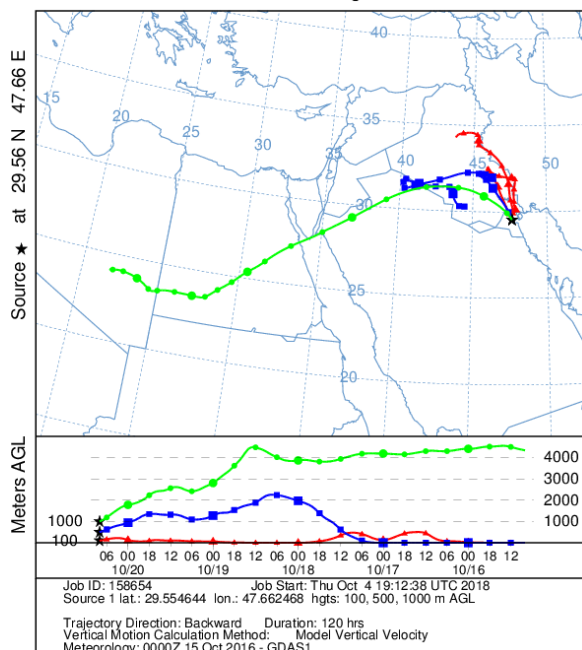 40
15
35
20
25
40
45
50
30
35
30
25
20
Source ★ at 29.56 N 47.66 E
Meters AGL
4000
3000
2000
1000
1000
100
06 00 18 12 06 00 18 12 06 00 18 12 06 00 18 12 06 00 18 12
10/20 10/19 10/18 10/17 10/16
Job ID: 158654 Job Start: Thu Oct 4 19:12:38 UTC 2018
Source 1 lat.: 29.554644 lon.: 47.662468 hgts: 100, 500, 1000 m AGL
Trajectory Direction: Backward Duration: 120 hrs
Vertical Motion Calculation Method: Model Vertical Velocity
Meteorology: 0000Z 15 Oct 2016 - GDAS1